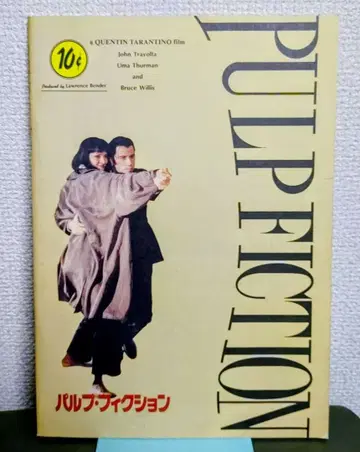 10¢
a QUENTIN TARANTINO film
John Travolta
Uma Thurman
and
Bruce Willis
Produced by Lawrence Bender
PULP FICTION
パルプ・フィクション